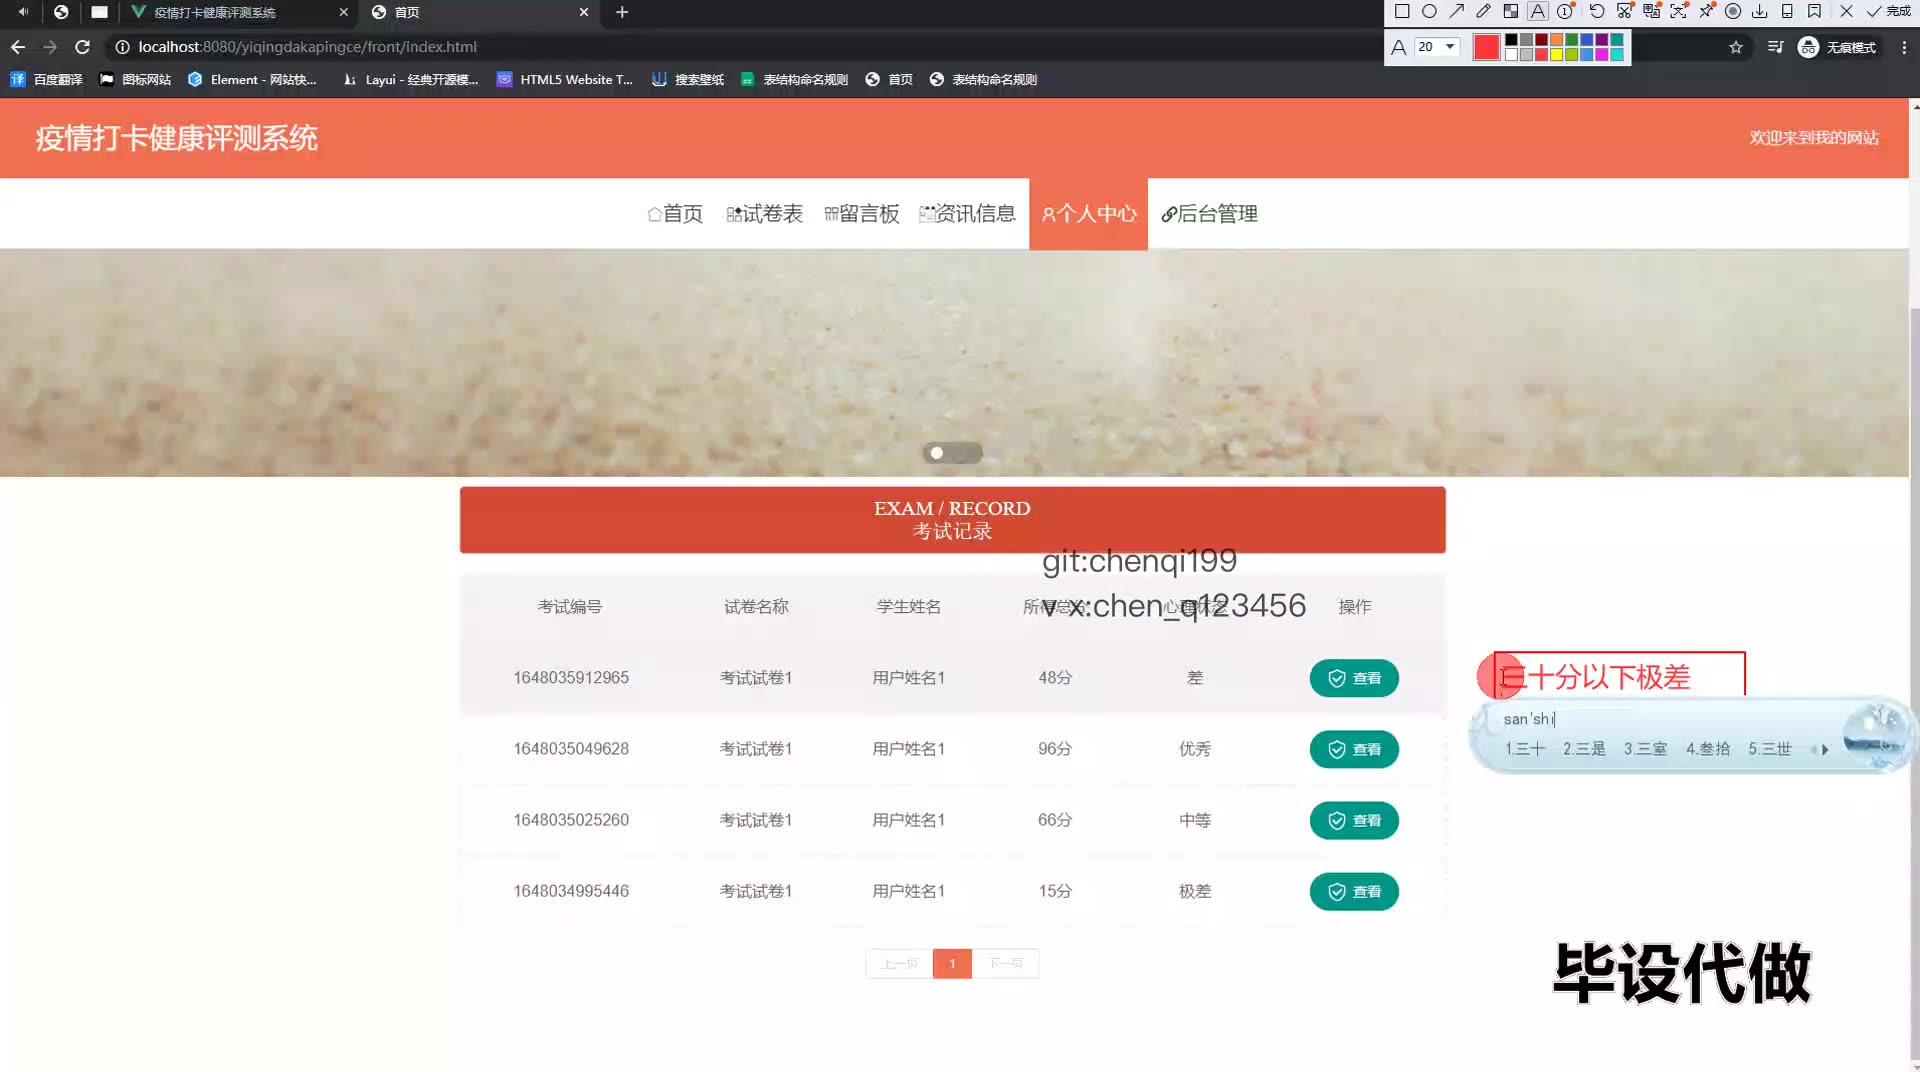 疫情打卡健康评测系统
首页
localhost:8080/yiqingdakapingce/front/index.html
A 20
完成
无痕模式
百度翻译 图标网站 Element - 网站快... Layui - 经典开源模... HTML5 Website T... 搜索壁纸 表结构命名规则 首页 表结构命名规则
疫情打卡健康评测系统
欢迎来到我的网站
首页 试卷表 留言板 资讯信息 个人中心 后台管理
EXAM / RECORD
考试记录
git:chenqi199
v x:chen_q123456
考试编号 试卷名称 学生姓名 所得总分 心理状态 操作
1648035912965 考试试卷1 用户姓名1 48分 差 查看
1648035049628 考试试卷1 用户姓名1 96分 优秀 查看
1648035025260 考试试卷1 用户姓名1 66分 中等 查看
1648034995446 考试试卷1 用户姓名1 15分 极差 查看
三十分以下极差
san'shi
1.三十 2.三是 3.三室 4.叁拾 5.三世
上一页 1 下一页
毕设代做